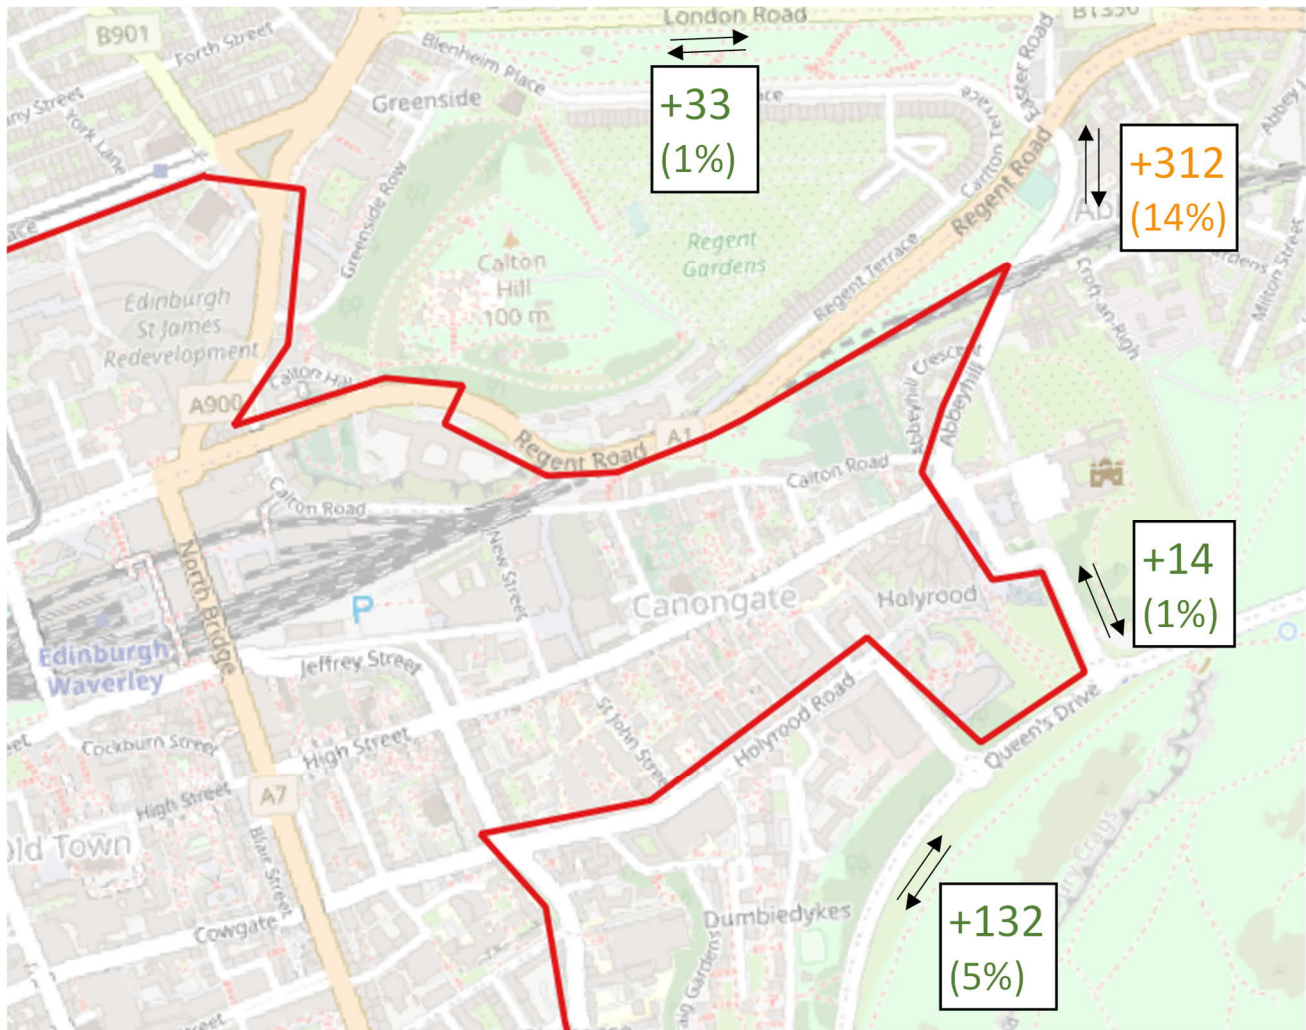 London Road
B1350
B901
Forth Street
Blenheim Place
Easter Road
Greenside
+33
(1%)
York Lane
Street
Carlton Terrace
Regent Road
+312
(14%)
Abbey
Greenside Row
Regent
Gardens
Calton
Hill
100 m
Regent Terrace
Milton Street
Croft-an-Righ
Edinburgh
St James
Redevelopment
Calton Hill
Abbeyhill Crescent
Abbeyhill
A900
A1
Regent Road
Calton Road
Calton Road
North Bridge
New Street
P
Canongate
Holyrood
+14
(1%)
Edinburgh
Waverley
Jeffrey Street
St John Street
Holyrood Road
Queen's Drive
Cockburn Street
High Street
High Street
A7
Old Town
Blair Street
Crags
Dumbiedykes
+132
(5%)
Cowgate
Gardens